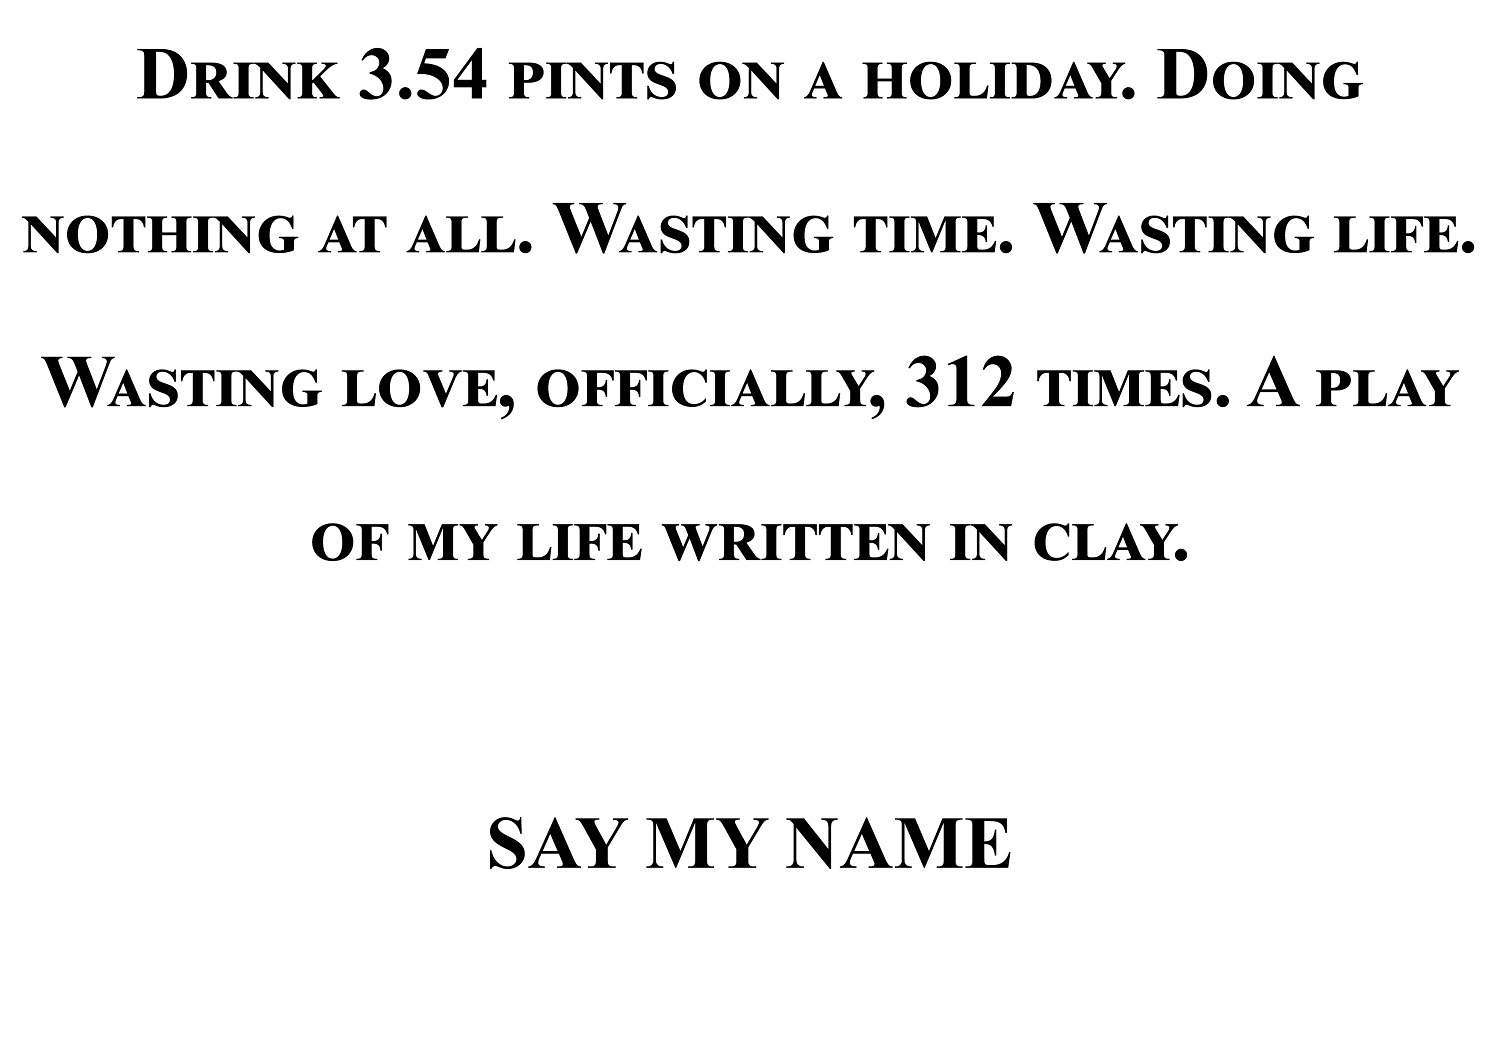 Drink 3.54 pints on a holiday. Doing
nothing at all. Wasting time. Wasting life.
Wasting love, officially, 312 times. A play
of my life written in clay.
SAY MY NAME